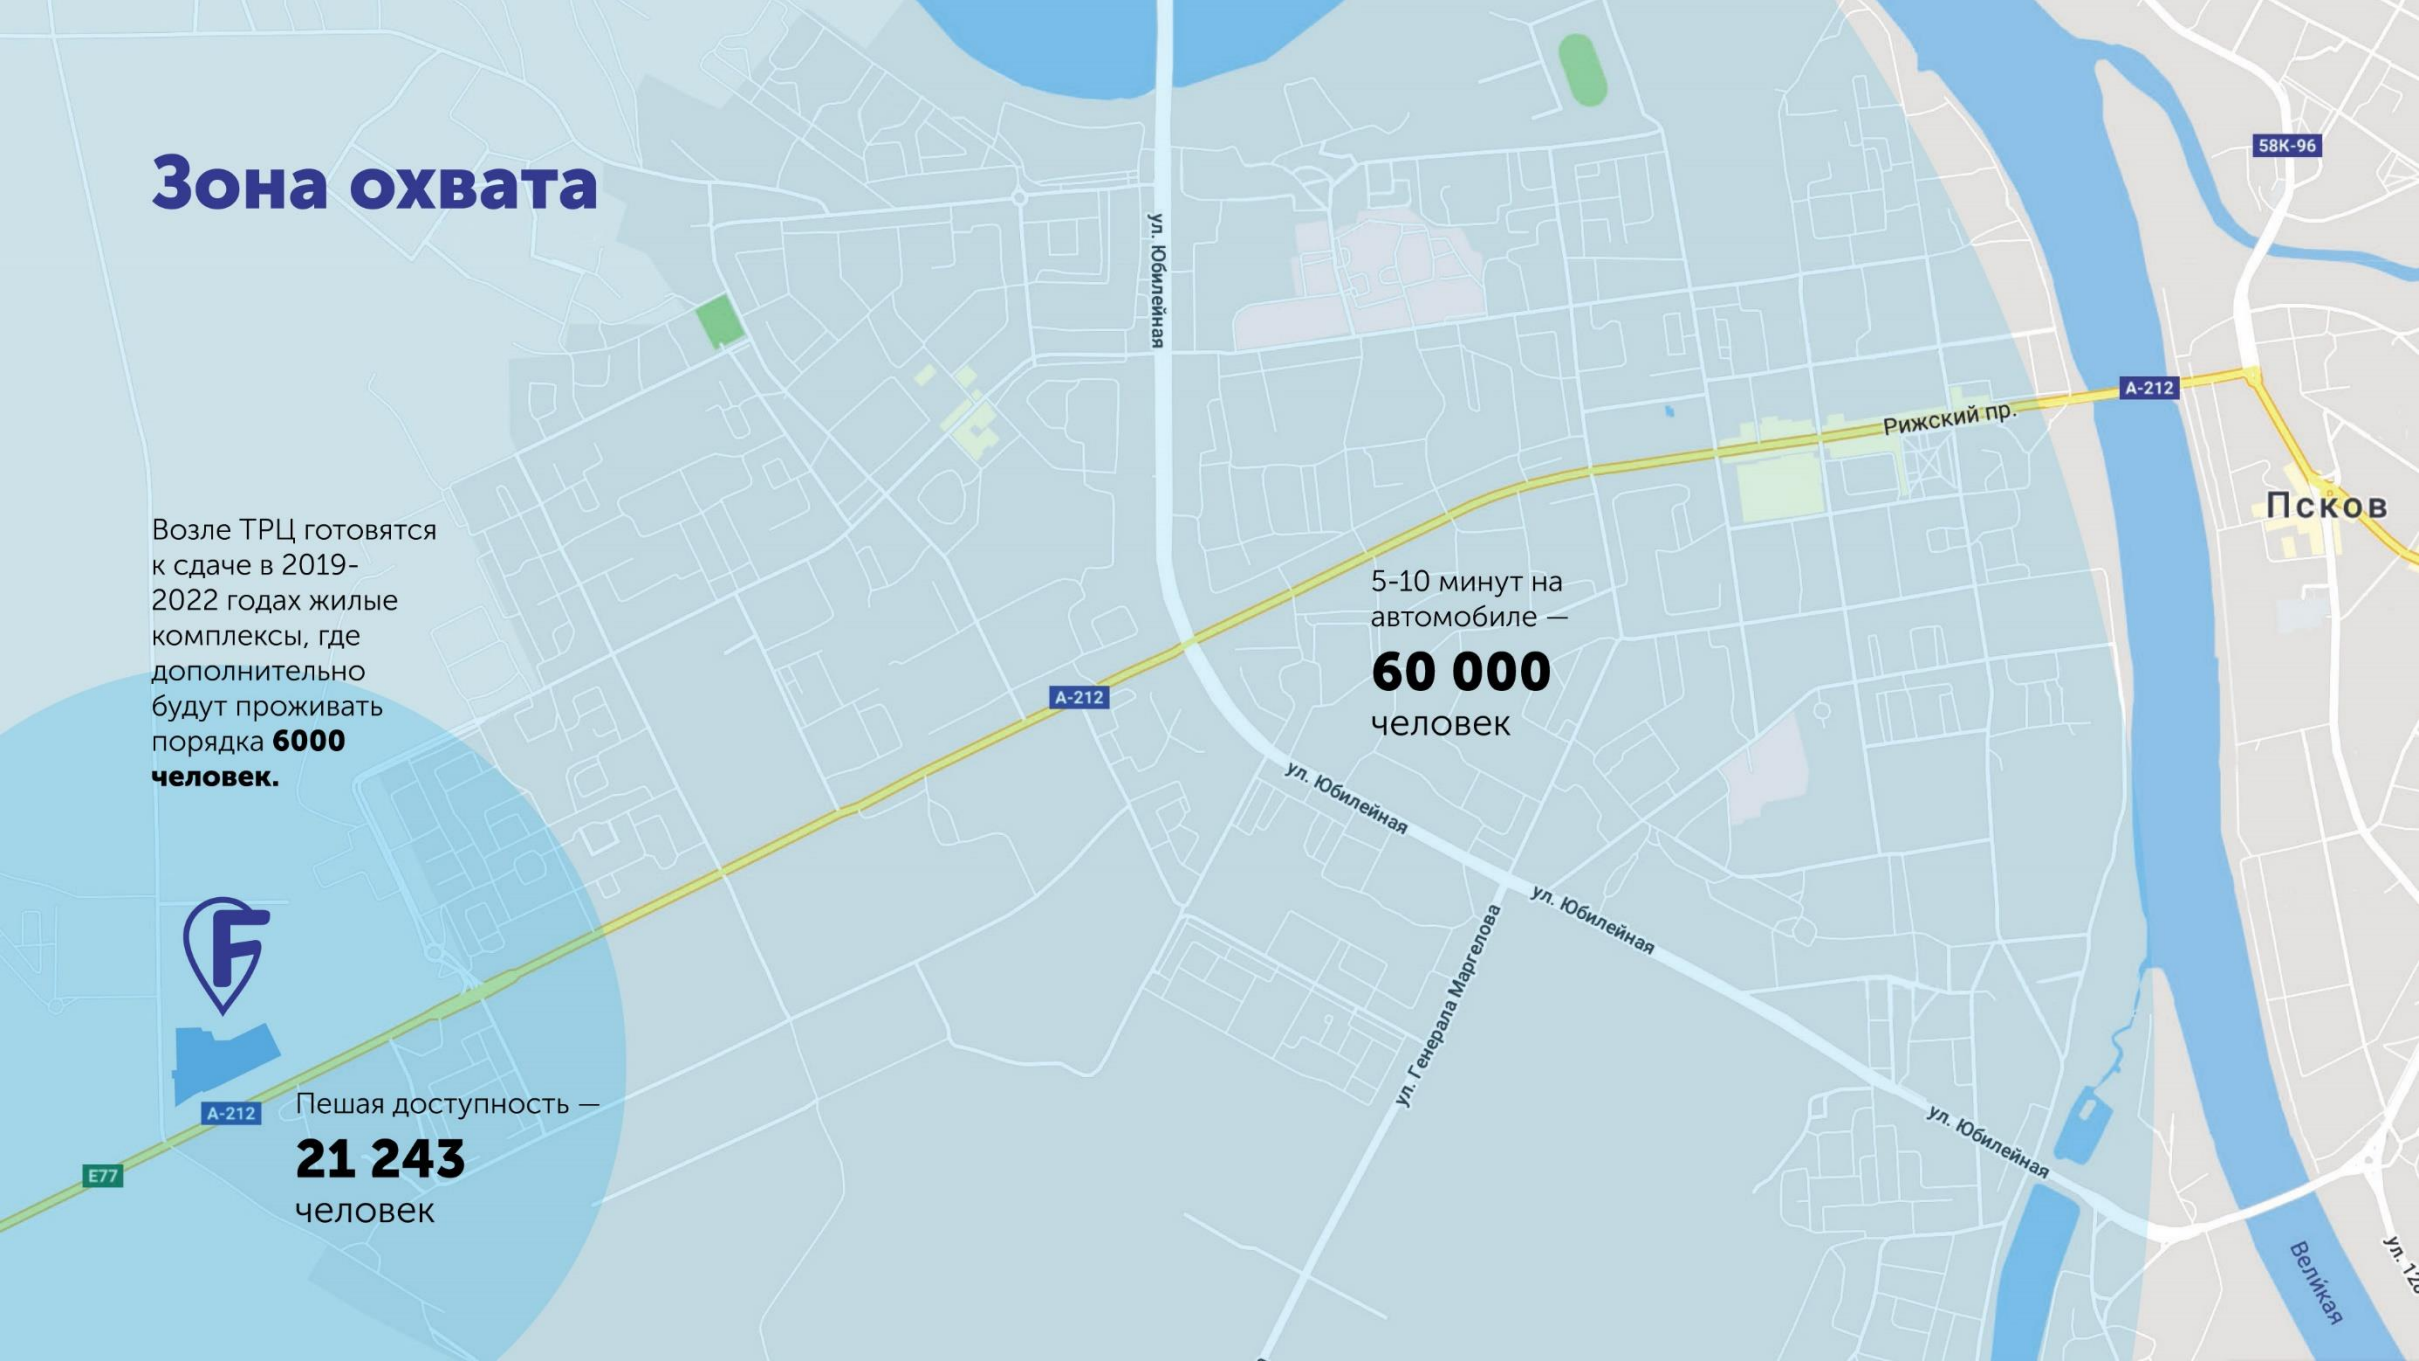 Зона охвата
58К-96
ул. Юбилейная
А-212
Рижский пр.
Псков
Возле ТРЦ готовятся
к сдаче в 2019-
2022 годах жилые
комплексы, где
дополнительно
будут проживать
порядка 6000
человек.
5-10 минут на
автомобиле —
60 000
человек
А-212
ул. Юбилейная
ул. Юбилейная
ул. Генерала Маргелова
F
А-212
Пешая доступность —
21 243
человек
E77
ул. Юбилейная
Великая
ул.